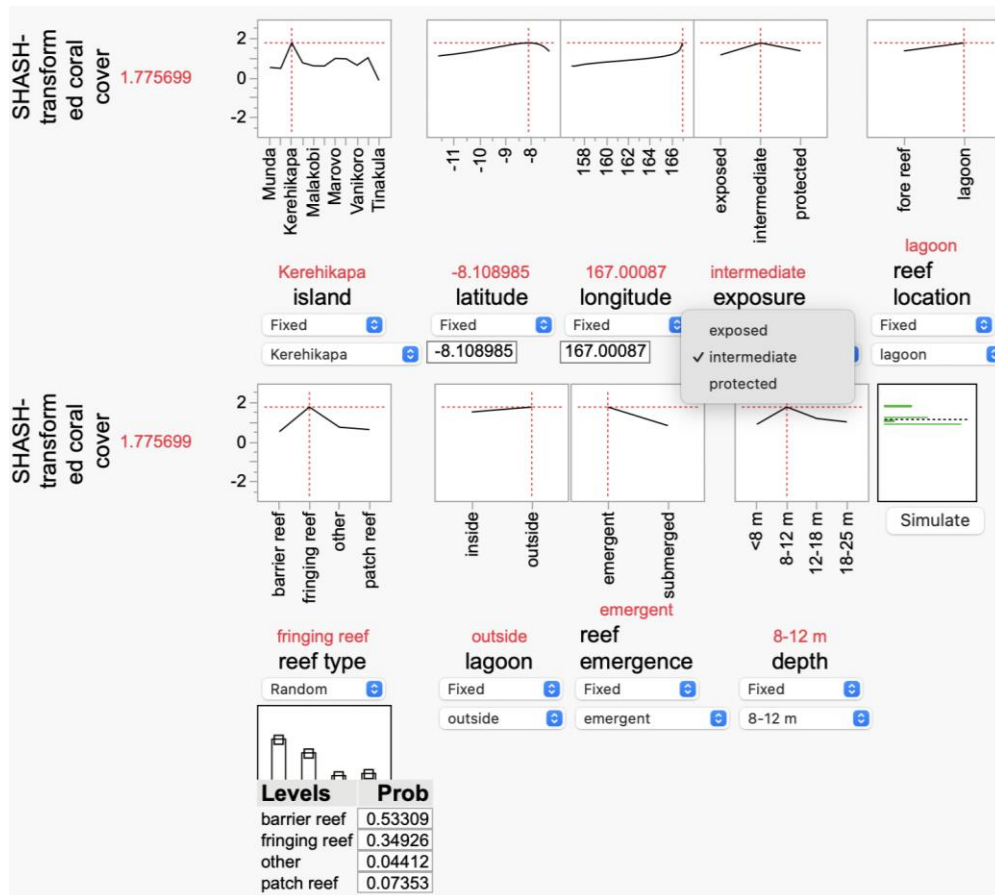 SHASH-
transform
ed coral
cover
1.775699
2
0
-2
Munda
Kerehikapa
Malakobi
Marovo
Vanikoro
Tinakula
-11
-10
-9
-8
158
160
162
164
166
exposed
intermediate
protected
fore reef
lagoon
Kerehikapa
island
Fixed
Kerehikapa
-8.108985
latitude
Fixed
-8.108985
167.00087
longitude
Fixed
167.00087
intermediate
exposure
exposed
✓ intermediate
protected
lagoon
reef
location
Fixed
lagoon
SHASH-
transform
ed coral
cover
1.775699
2
0
-2
barrier reef
fringing reef
other
patch reef
inside
outside
emergent
submerged
<8 m
8-12 m
12-18 m
18-25 m
Simulate
fringing reef
reef type
Random
outside
lagoon
Fixed
outside
emergent
reef
emergence
Fixed
emergent
8-12 m
depth
Fixed
8-12 m
Levels Prob
barrier reef 0.53309
fringing reef 0.34926
other 0.04412
patch reef 0.07353